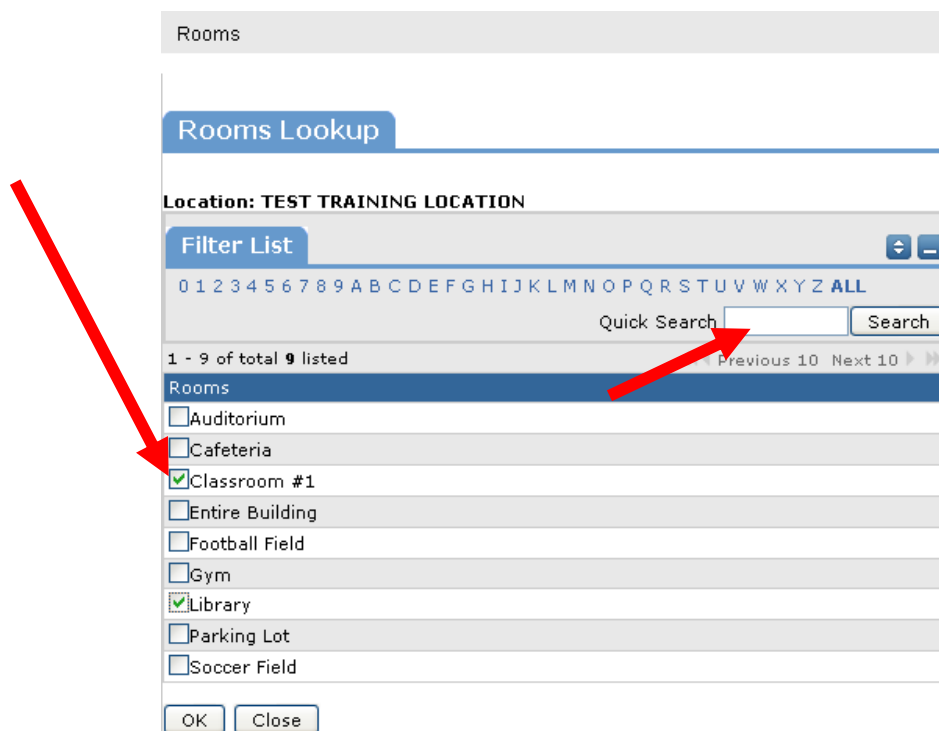 Rooms
Rooms Lookup
Location: TEST TRAINING LOCATION
Filter List
0 1 2 3 4 5 6 7 8 9 A B C D E F G H I J K L M N O P Q R S T U V W X Y Z ALL
Quick Search Search
1 - 9 of total 9 listed Previous 10 Next 10
Rooms
Auditorium
Cafeteria
Classroom #1
Entire Building
Football Field
Gym
Library
Parking Lot
Soccer Field
OK Close